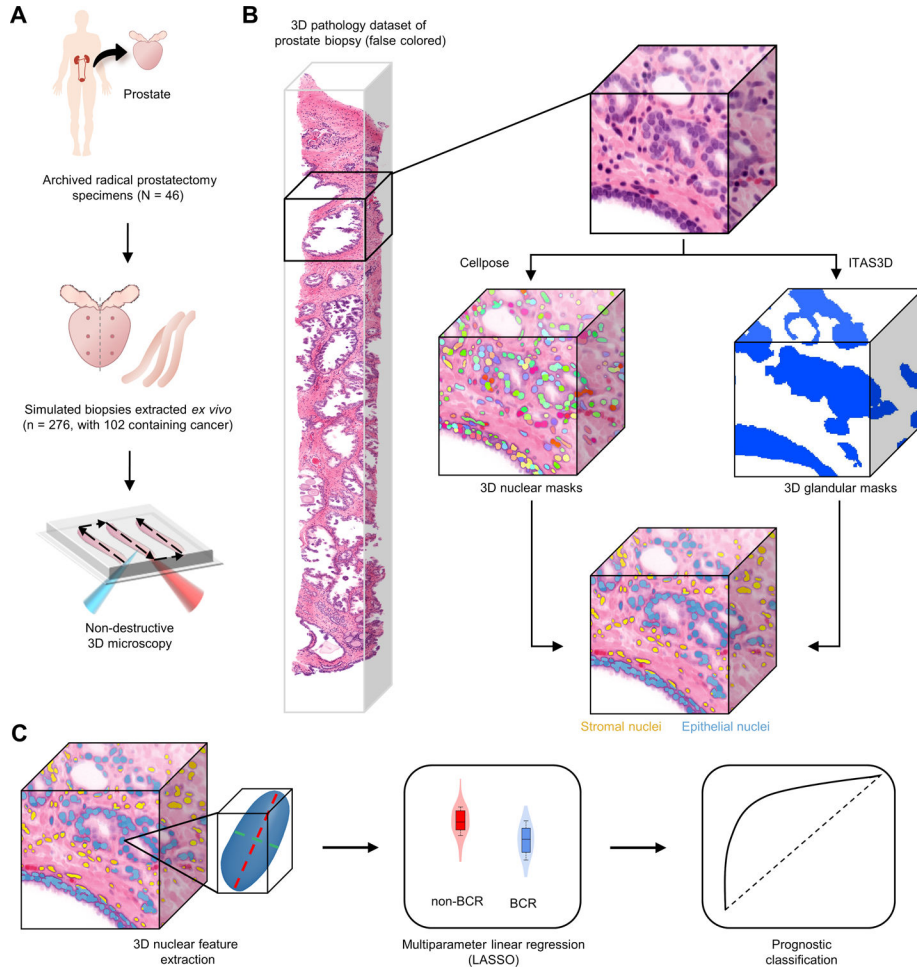 A
Prostate
Archived radical prostatectomy
specimens (N = 46)
Simulated biopsies extracted ex vivo
(n = 276, with 102 containing cancer)
Non-destructive
3D microscopy
B
3D pathology dataset of
prostate biopsy (false colored)
Cellpose
ITAS3D
3D nuclear masks
3D glandular masks
Stromal nuclei
Epithelial nuclei
C
3D nuclear feature
extraction
non-BCR
BCR
Multiparameter linear regression
(LASSO)
Prognostic
classification